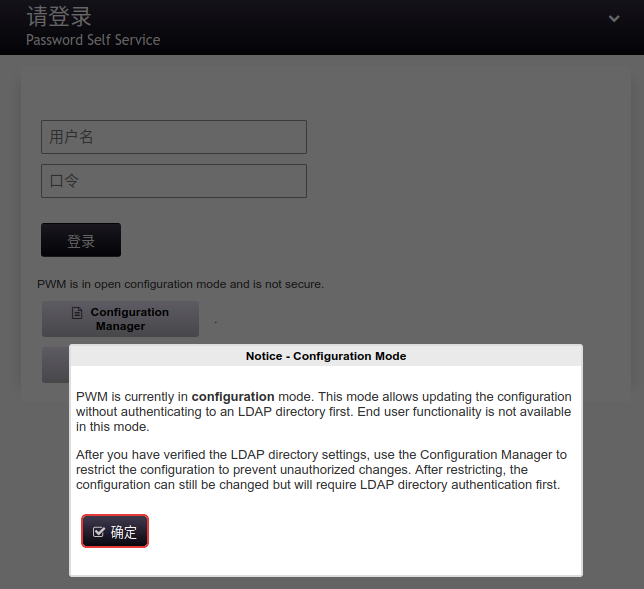 请登录
Password Self Service
用户名
口令
登录
PWM is in open configuration mode and is not secure.
Configuration
Manager
.
Notice - Configuration Mode
PWM is currently in configuration mode. This mode allows updating the configuration
without authenticating to an LDAP directory first. End user functionality is not available
in this mode.
After you have verified the LDAP directory settings, use the Configuration Manager to
restrict the configuration to prevent unauthorized changes. After restricting, the
configuration can still be changed but will require LDAP directory authentication first.
确定